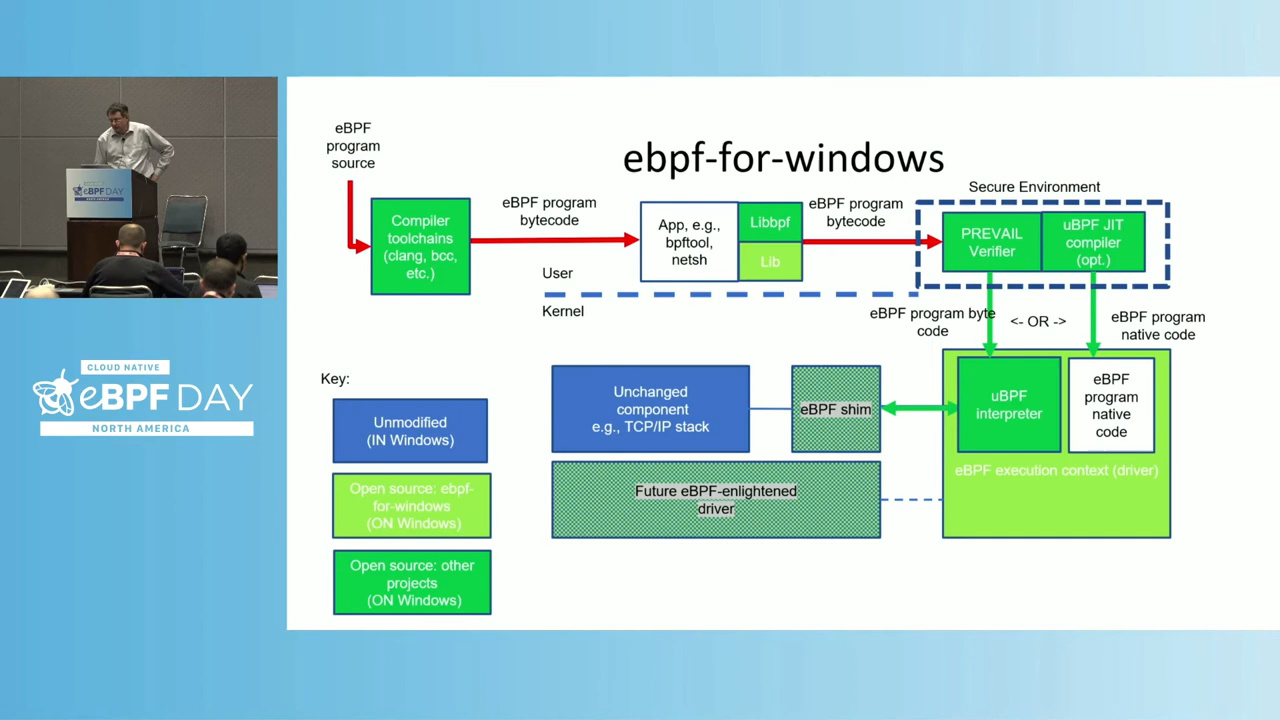 ebpf-for-windows
eBPF
program
source
Compiler
toolchains
(clang, bcc,
etc.)
eBPF program
bytecode
App, e.g.,
bpftool,
netsh
Libbpf
Lib
eBPF program
bytecode
Secure Environment
PREVAIL
Verifier
uBPF JIT
compiler
(opt.)
User
Kernel
eBPF program byte
code
<- OR ->
eBPF program
native code
Unchanged
component
e.g., TCP/IP stack
eBPF shim
uBPF
interpreter
eBPF
program
native
code
eBPF execution context (driver)
Future eBPF-enlightened
driver
Key:
Unmodified
(IN Windows)
Open source: ebpf-
for-windows
(ON Windows)
Open source: other
projects
(ON Windows)
eBPF DAY
NORTH AMERICA
CLOUD NATIVE
eBPF DAY
NORTH AMERICA